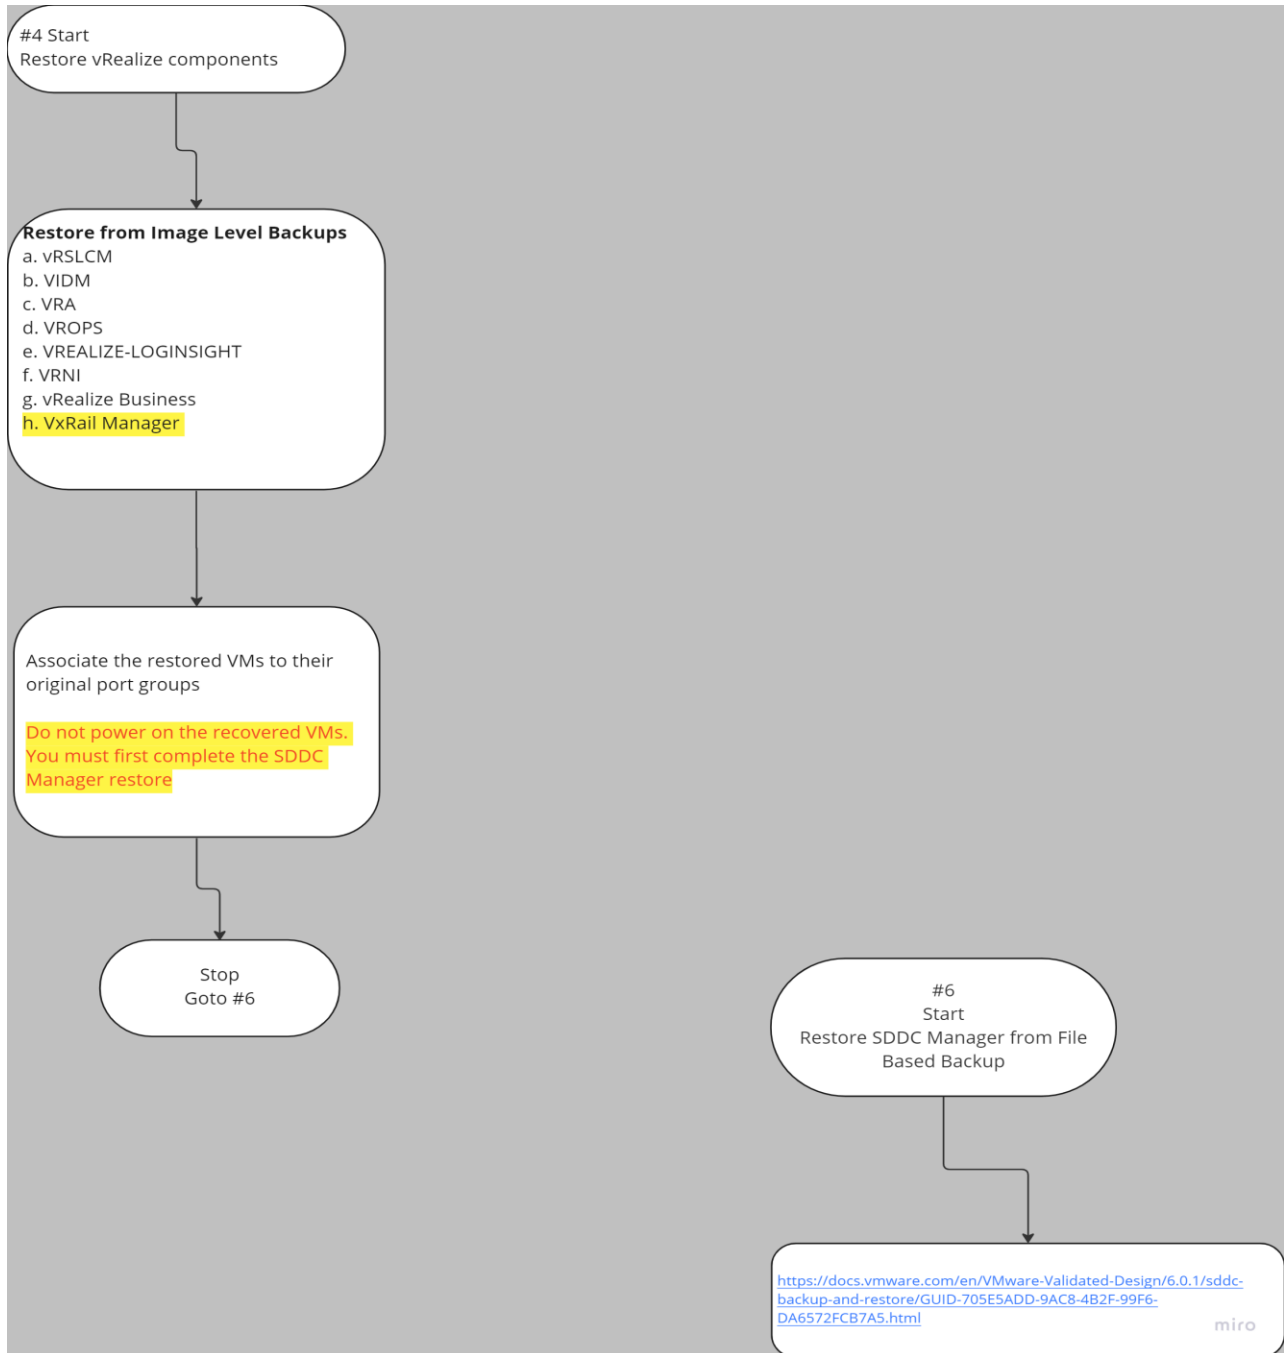 #4 Start
Restore vRealize components
Restore from Image Level Backups
a. vRSLCM
b. VIDM
c. VRA
d. VROPS
e. VREALIZE-LOGINSIGHT
f. VRNI
g. vRealize Business
h. VxRail Manager
Associate the restored VMs to their
original port groups
Do not power on the recovered VMs.
You must first complete the SDDC
Manager restore
Stop
Goto #6
#6
Start
Restore SDDC Manager from File
Based Backup
https://docs.vmware.com/en/VMware-Validated-Design/6.0.1/sddc-
backup-and-restore/GUID-705E5ADD-9AC8-4B2F-99F6-
DA6572FCB7A5.html
miro